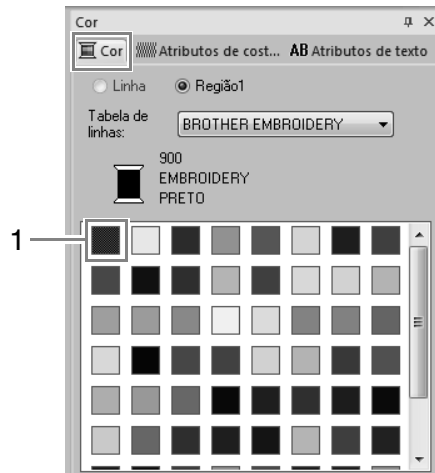 Cor
Cor Atributos de cost... AB Atributos de texto
Linha Região1
Tabela de
linhas:
BROTHER EMBROIDERY
900
EMBROIDERY
PRETO
1